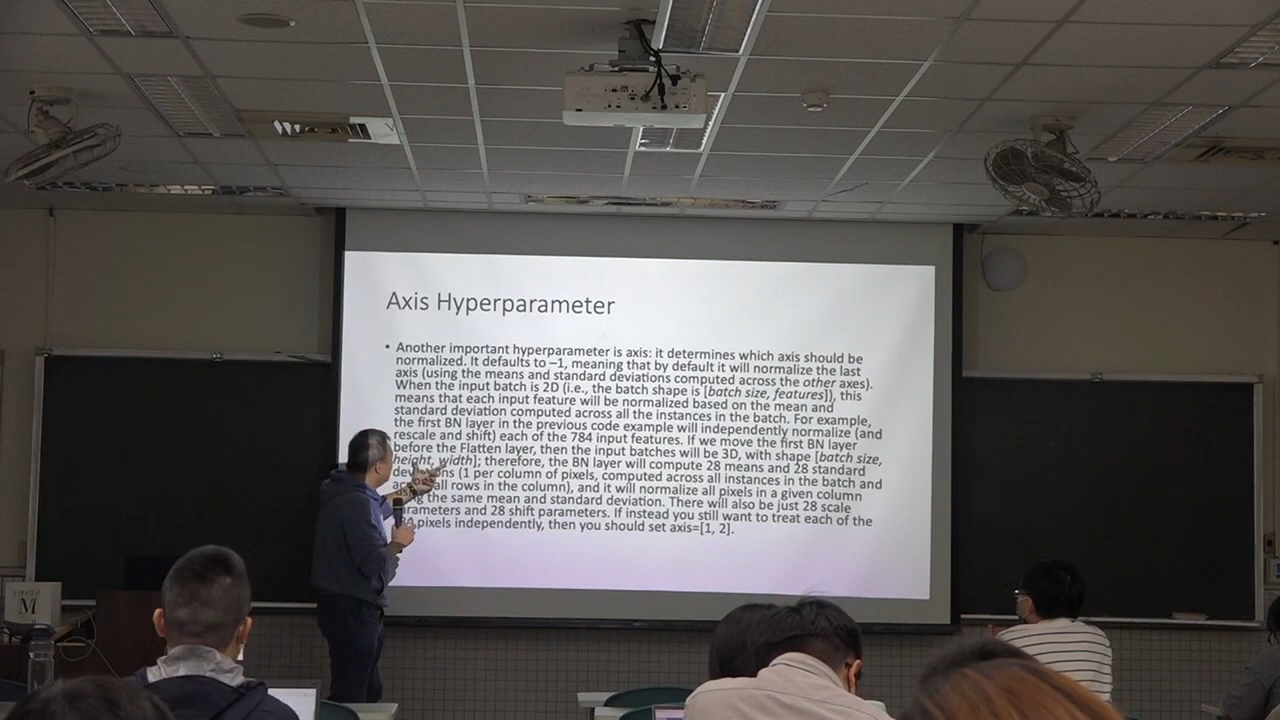 Axis Hyperparameter
• Another important hyperparameter is axis: it determines which axis should be
normalized. It defaults to –1, meaning that by default it will normalize the last
axis (using the means and standard deviations computed across the other axes).
When the input batch is 2D (i.e., the batch shape is [batch size, features]), this
means that each input feature will be normalized based on the mean and
standard deviation computed across all the instances in the batch. For example,
the first BN layer in the previous code example will independently normalize (and
rescale and shift) each of the 784 input features. If we move the first BN layer
before the Flatten layer, then the input batches will be 3D, with shape [batch size,
height, width]; therefore, the BN layer will compute 28 means and 28 standard
(1 per column of pixels, computed across all instances in the batch and
all rows in the column), and it will normalize all pixels in a given column
the same mean and standard deviation. There will also be just 28 scale
and 28 shift parameters. If instead you still want to treat each of the
pixels independently, then you should set axis=[1, 2].
M